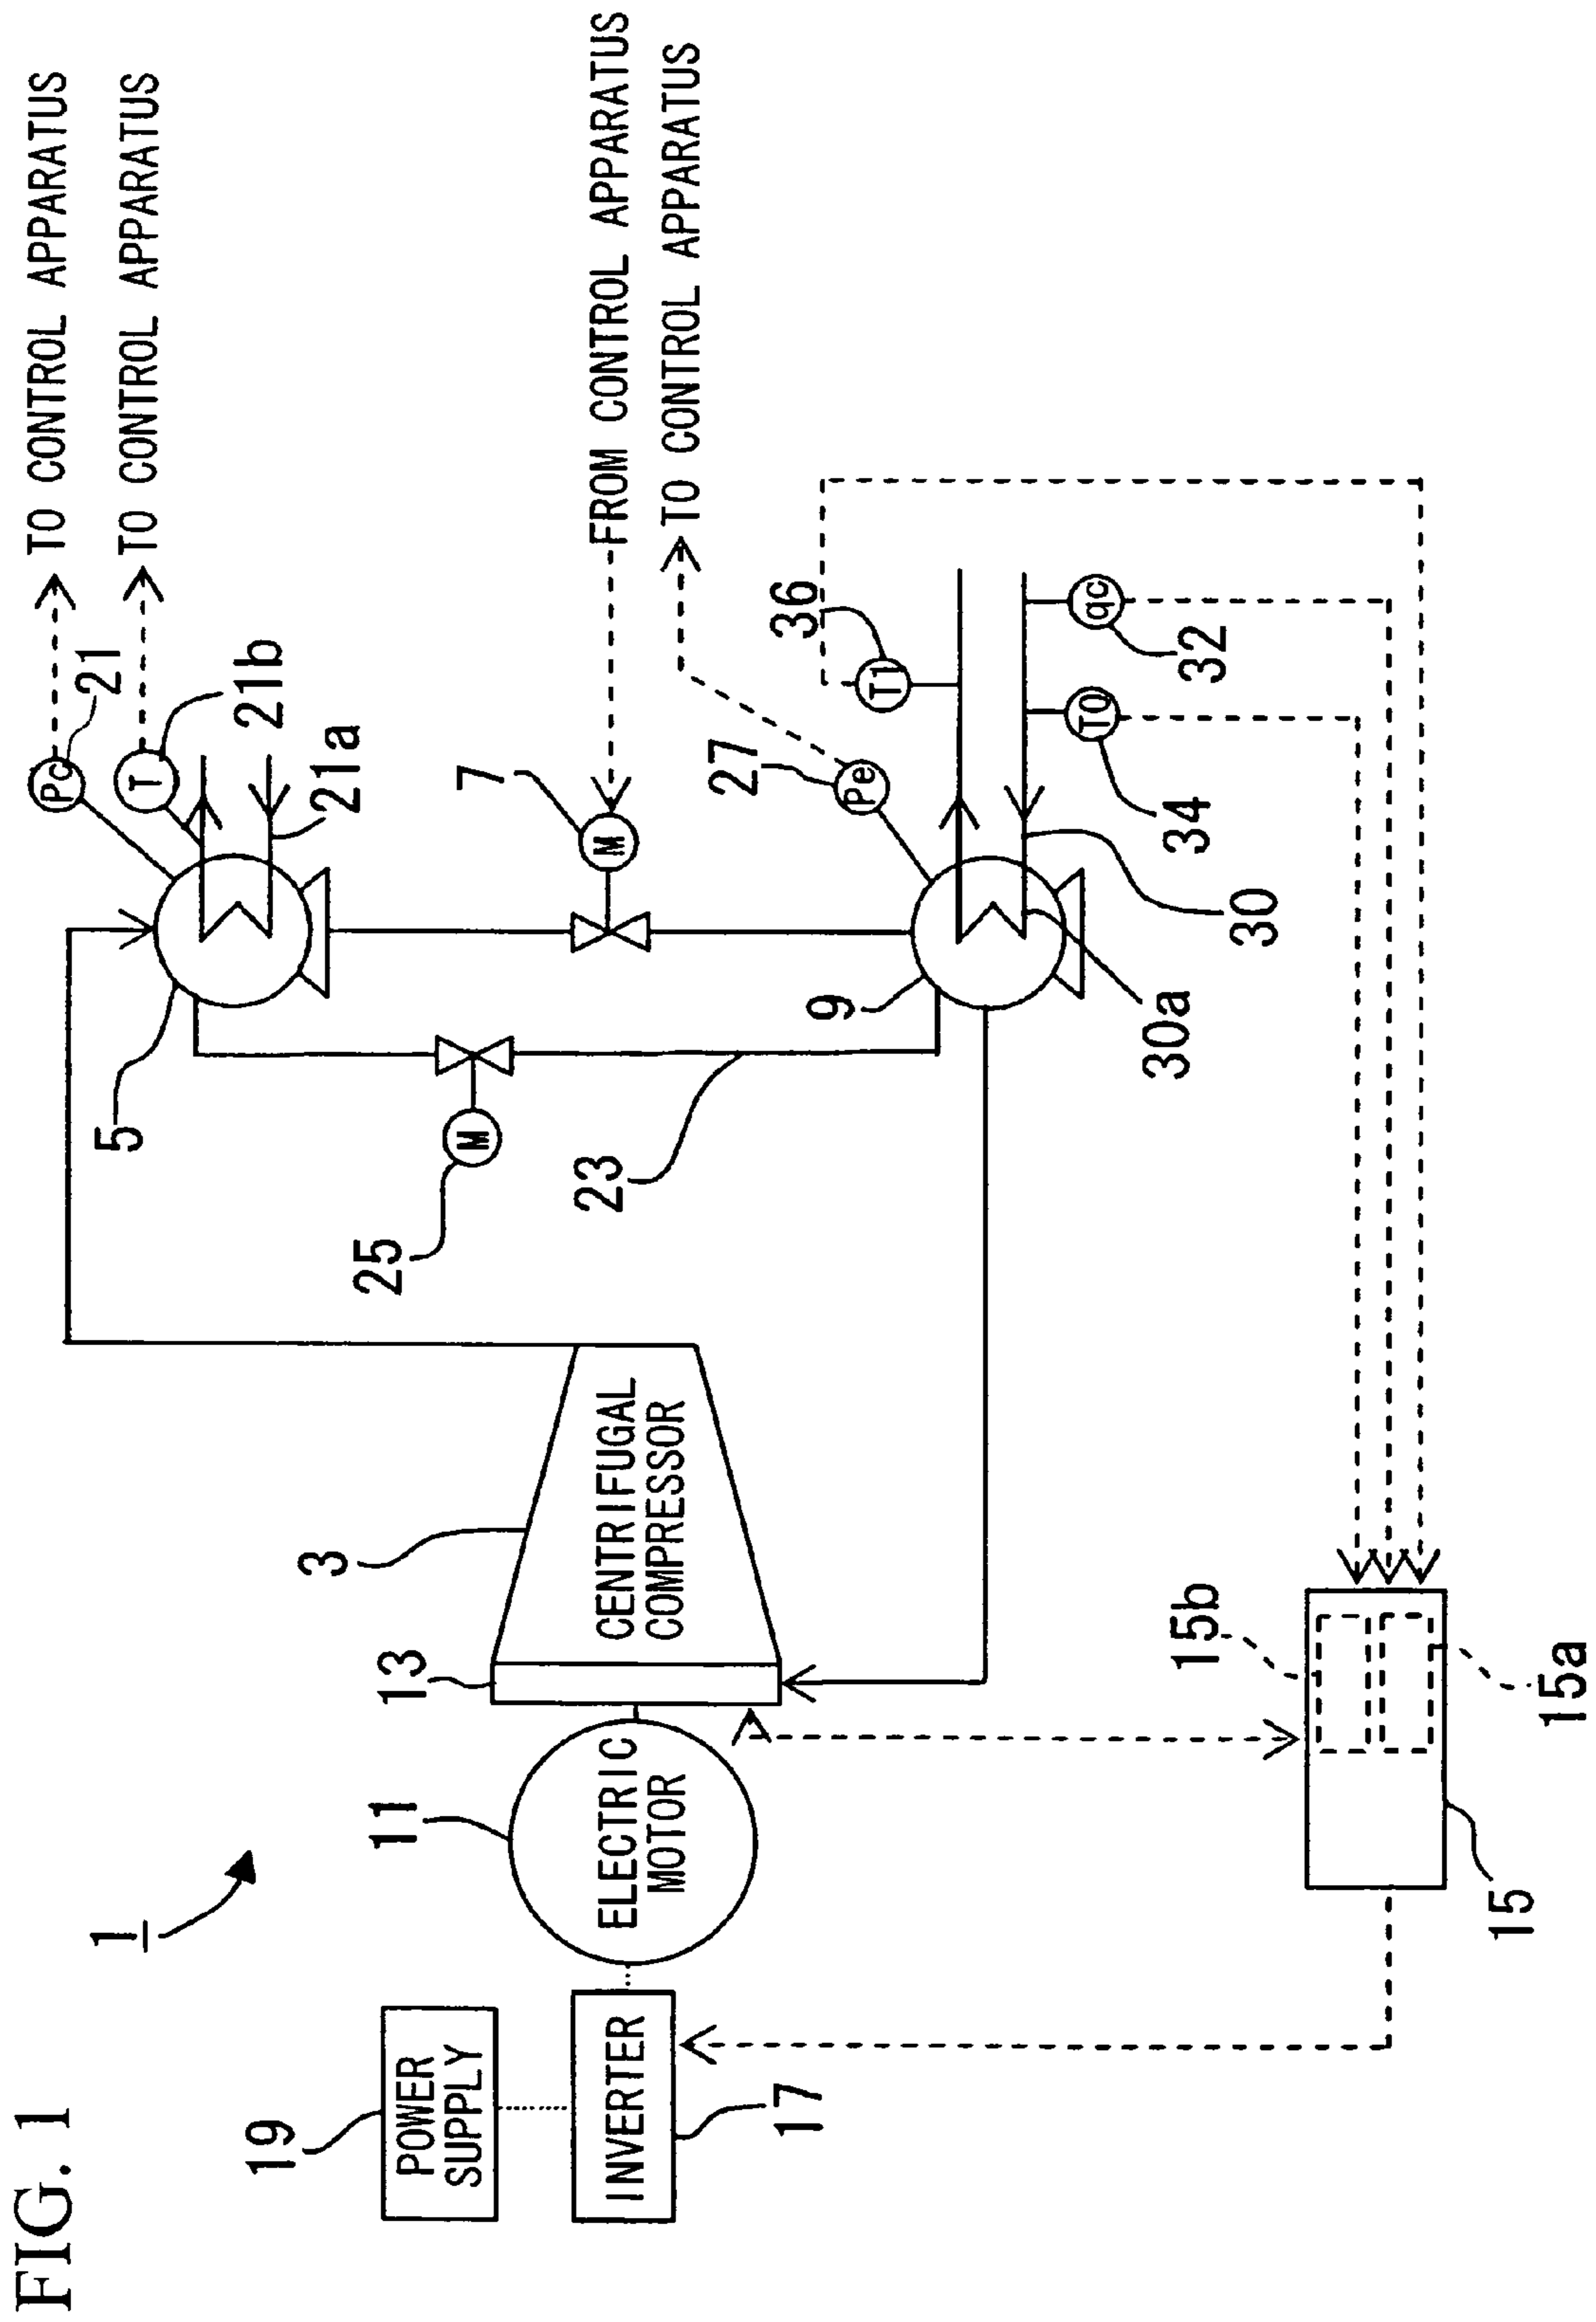 FIG. 1
1
19
POWER
SUPPLY
INVERTER
17
11
ELECTRIC
MOTOR
13
3
CENTRIFUGAL
COMPRESSOR
15
15a
15b
5
25
M
23
9
30a
30
Pc
21
TO CONTROL APPARATUS
T
21b
TO CONTROL APPARATUS
21a
7
M
FROM CONTROL APPARATUS
27
Pe
TO CONTROL APPARATUS
36
T1
34
T0
32
qc